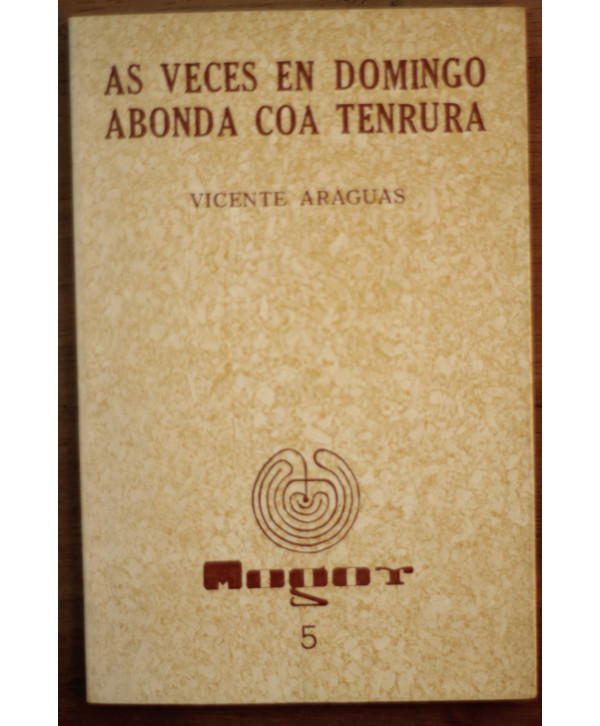 AS VECES EN DOMINGO
ABONDA COA TENRURA
VICENTE ARAGUAS
Mogor
5